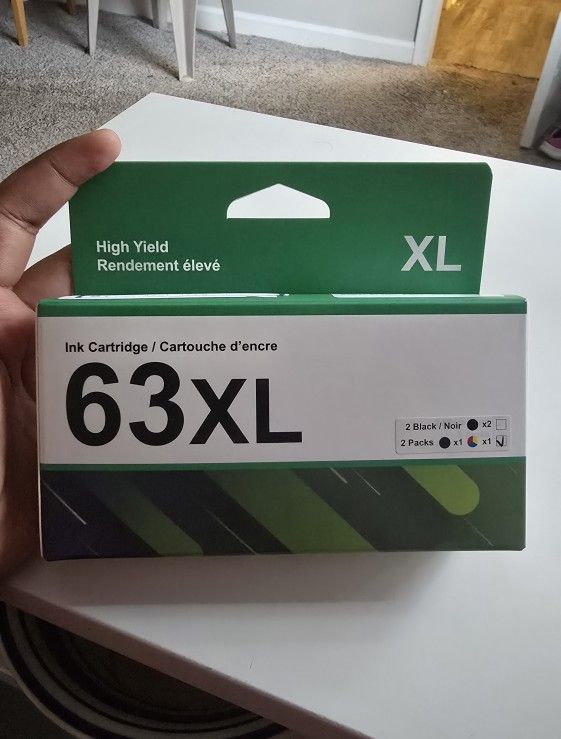 High Yield
Rendement élevé
XL
Ink Cartridge / Cartouche d'encre
63XL
2 Black / Noir x2
2 Packs x1 x1